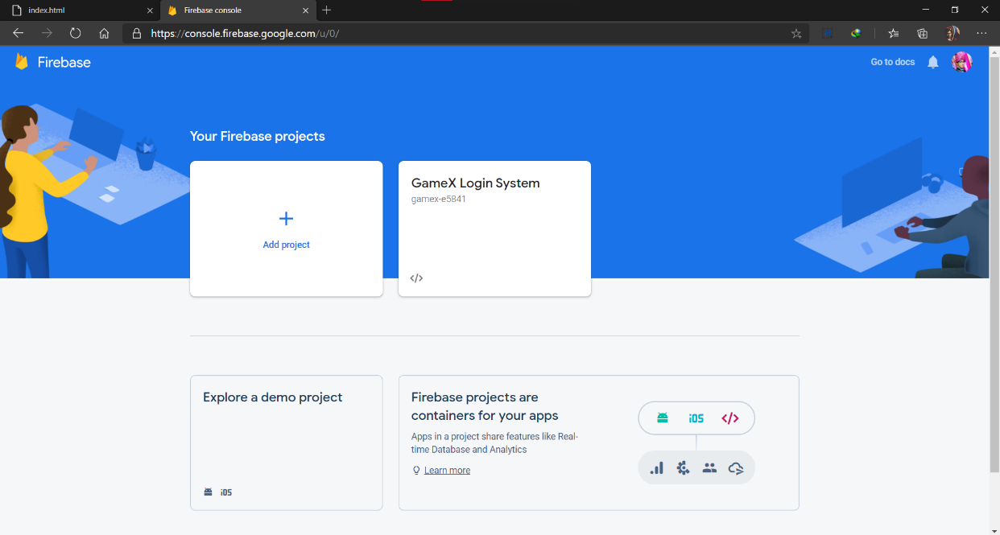 index.html
Firebase console
https://console.firebase.google.com/u/0/
Firebase
Go to docs
Your Firebase projects
Add project
GameX Login System
gamex-e5841
</>
Explore a demo project
iOS
Firebase projects are
containers for your apps
Apps in a project share features like Real-
time Database and Analytics
Learn more
iOS
</>